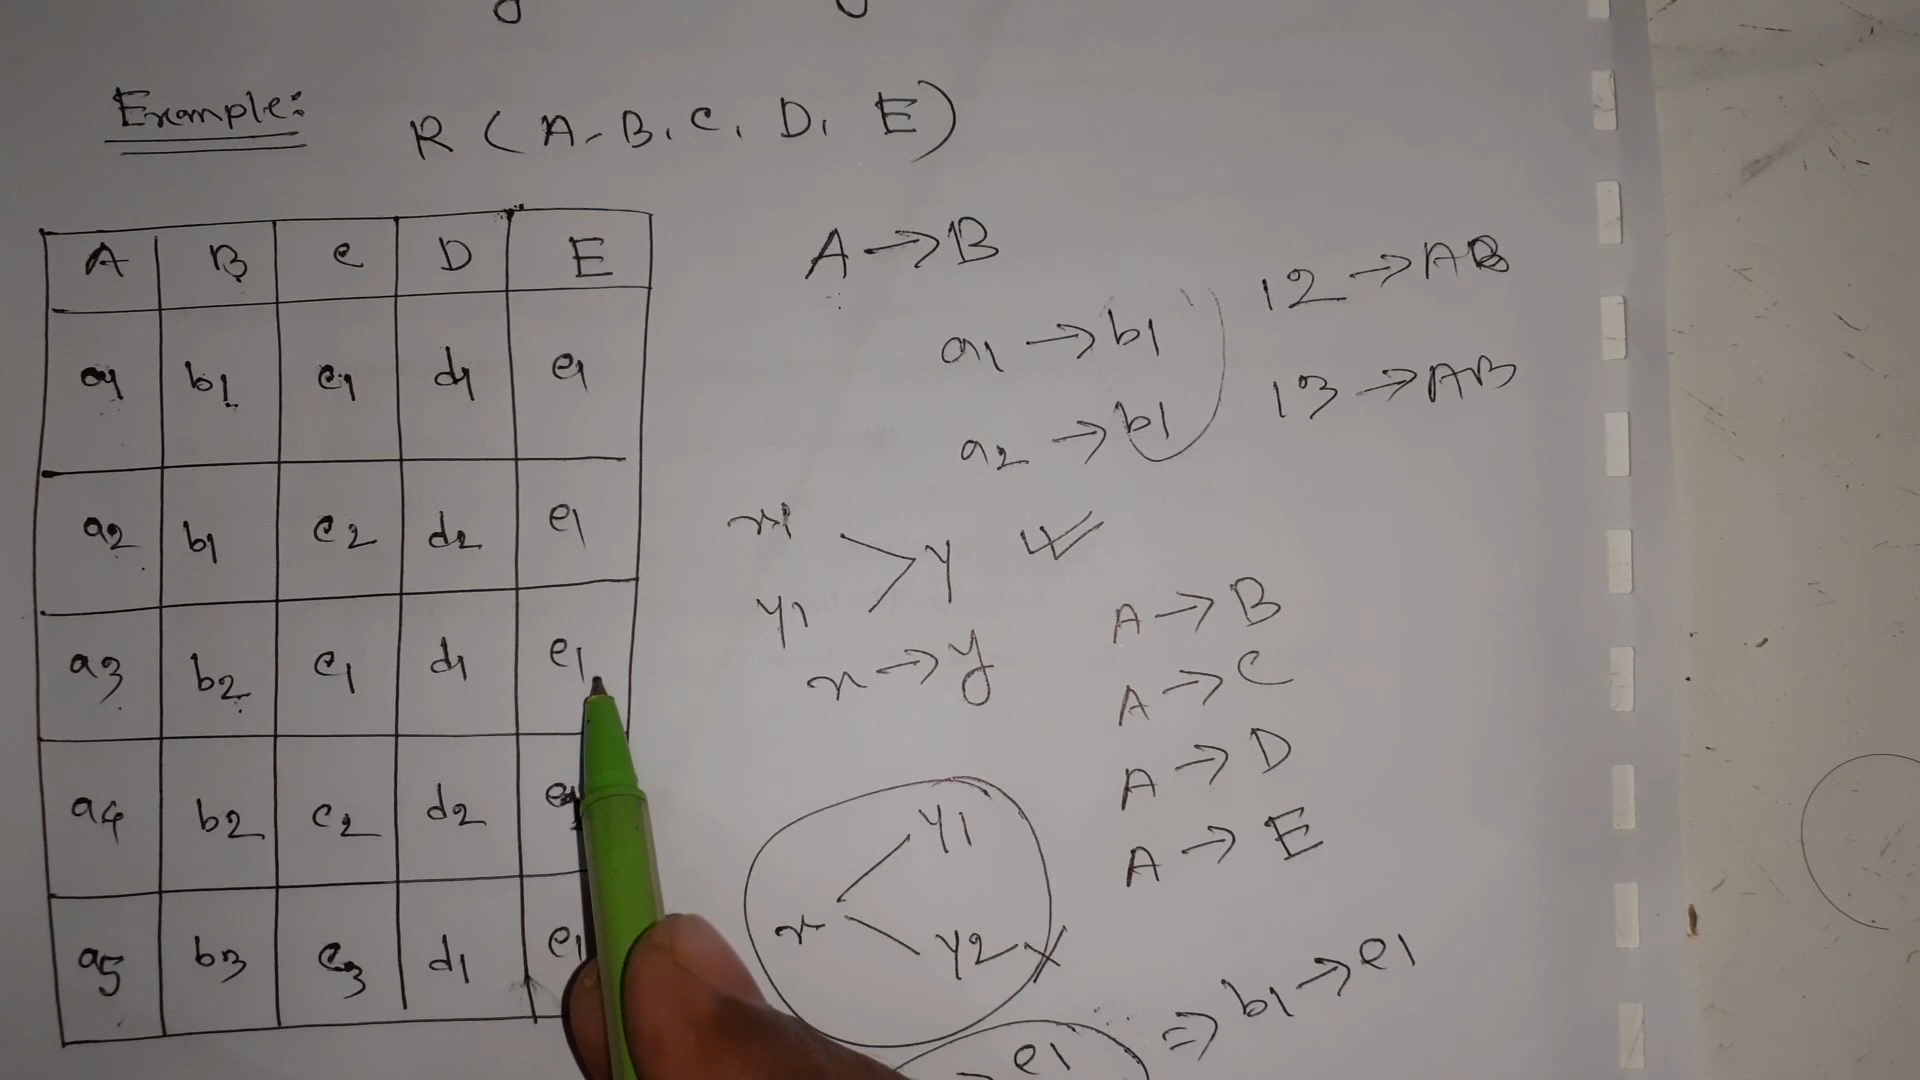 Example:
R ( A, B, C, D, E )
A B C D E
a1 b1 c1 d1 e1
a2 b1 c2 d2 e1
a3 b2 c1 d1 e1
a4 b2 c2 d2
a5 b3 c3 d1 e1
A → B
a1 → b1
a2 → b1
12 → AB
13 → AB
y
y1
x → y
A → B
A → C
A → D
A → E
y1
x
y2 X
⇒ b1 → e1
e1